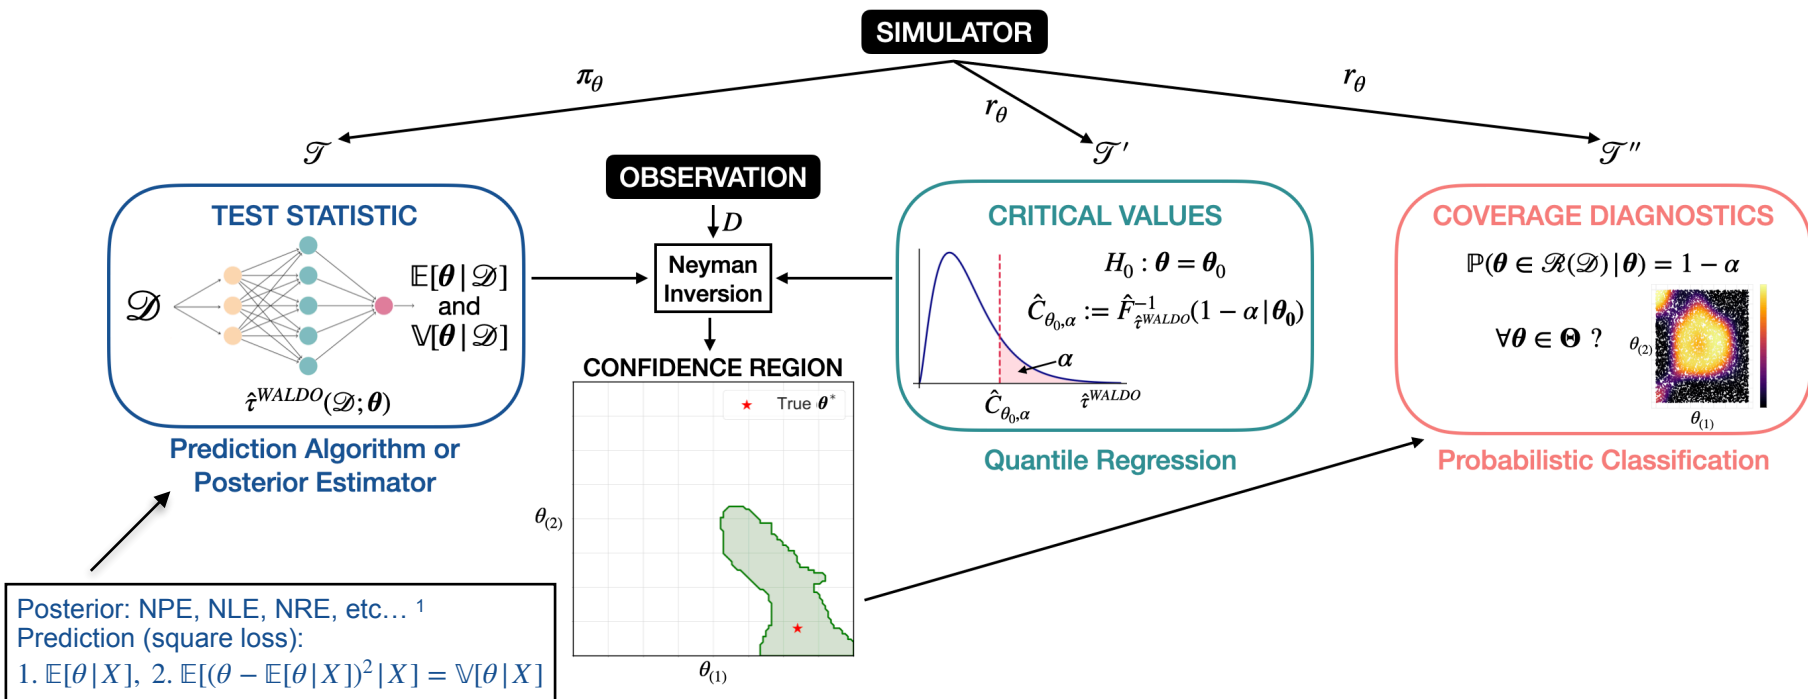 SIMULATOR
π_θ
r_θ
r_θ
𝒯
𝒯′
𝒯″
OBSERVATION
D
Neyman
Inversion
TEST STATISTIC
𝒟
𝔼[θ|𝒟]
and
𝕍[θ|𝒟]
τ̂^WALDO(𝒟; θ)
Prediction Algorithm or
Posterior Estimator
CONFIDENCE REGION
True θ*
θ_(2)
θ_(1)
CRITICAL VALUES
H_0 : θ = θ_0
Ĉ_{θ_0,α} := F̂^{-1}_{τ̂^WALDO}(1 − α|θ_0)
α
Ĉ_{θ_0,α}
τ̂^WALDO
Quantile Regression
COVERAGE DIAGNOSTICS
ℙ(θ ∈ ℛ(𝒟)|θ) = 1 − α
∀θ ∈ Θ ?
θ_(2)
θ_(1)
Probabilistic Classification
Posterior: NPE, NLE, NRE, etc… ¹
Prediction (square loss):
1. 𝔼[θ|X], 2. 𝔼[(θ − 𝔼[θ|X])²|X] = 𝕍[θ|X]